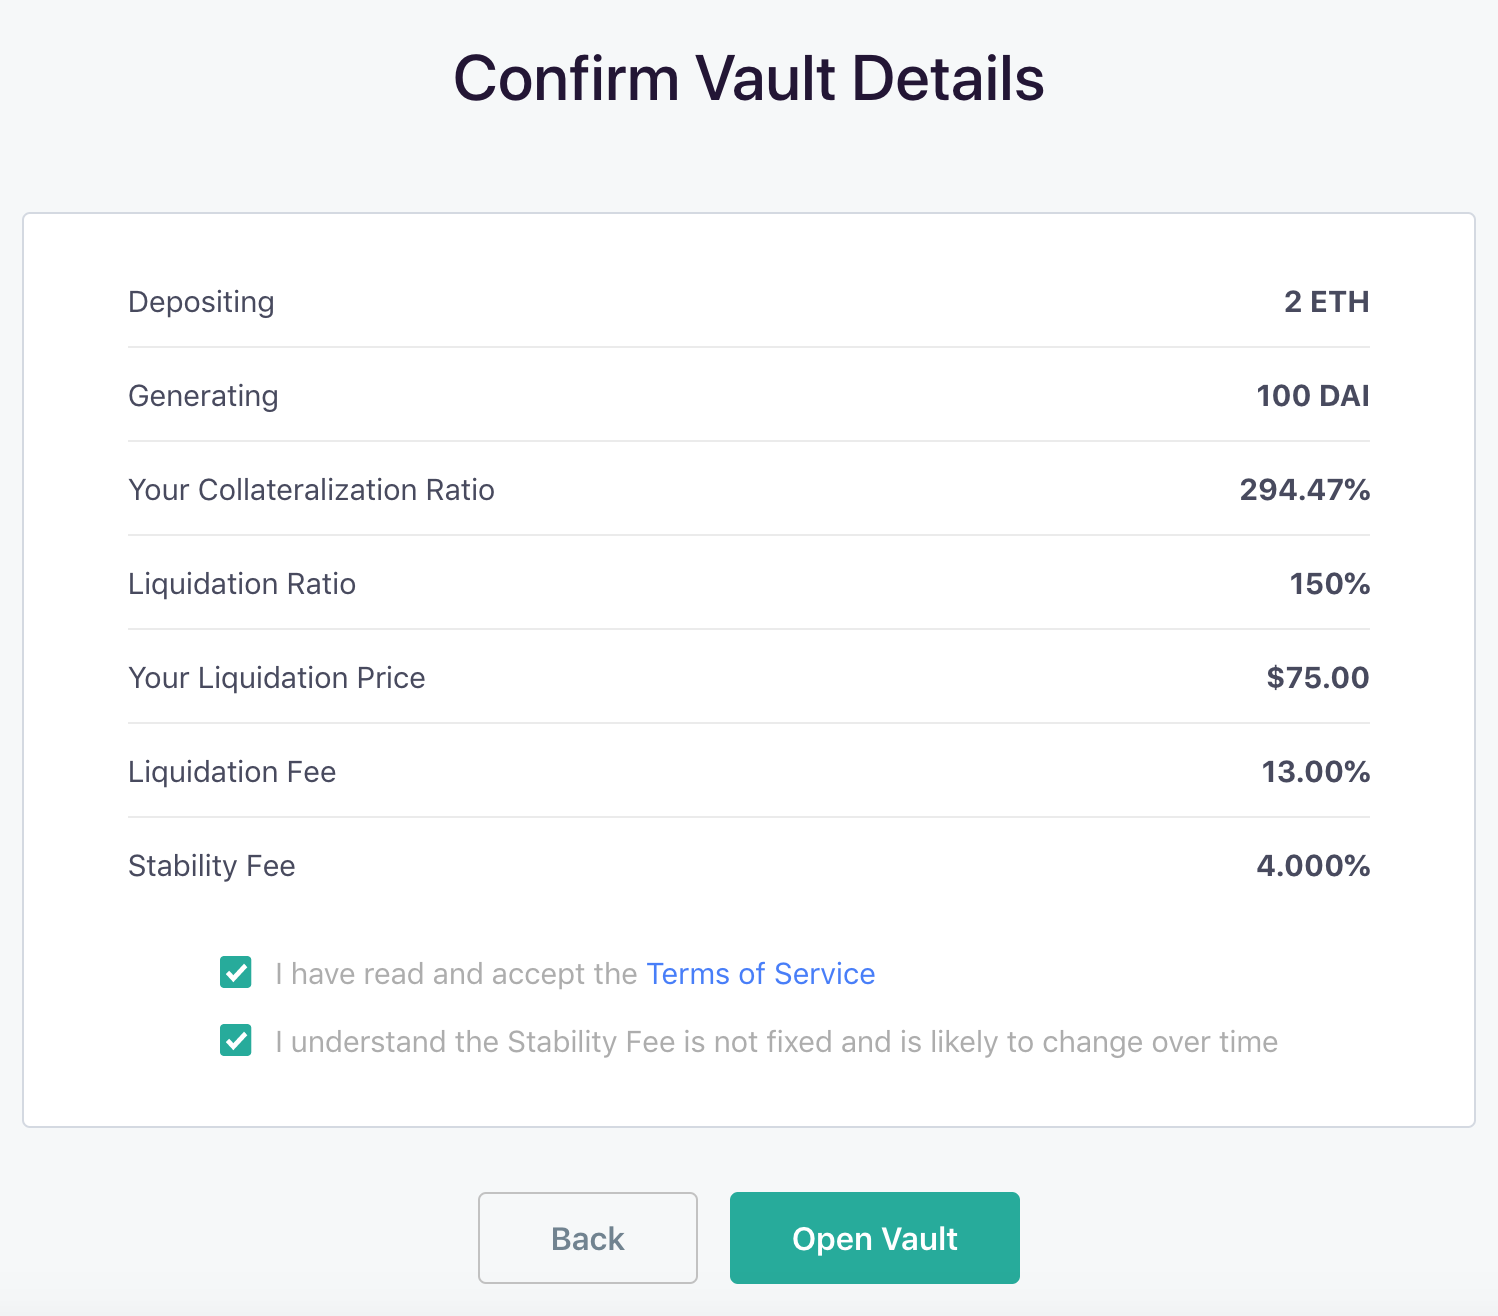 Confirm Vault Details
Depositing 2 ETH
Generating 100 DAI
Your Collateralization Ratio 294.47%
Liquidation Ratio 150%
Your Liquidation Price $75.00
Liquidation Fee 13.00%
Stability Fee 4.000%
I have read and accept the Terms of Service
I understand the Stability Fee is not fixed and is likely to change over time
Back Open Vault